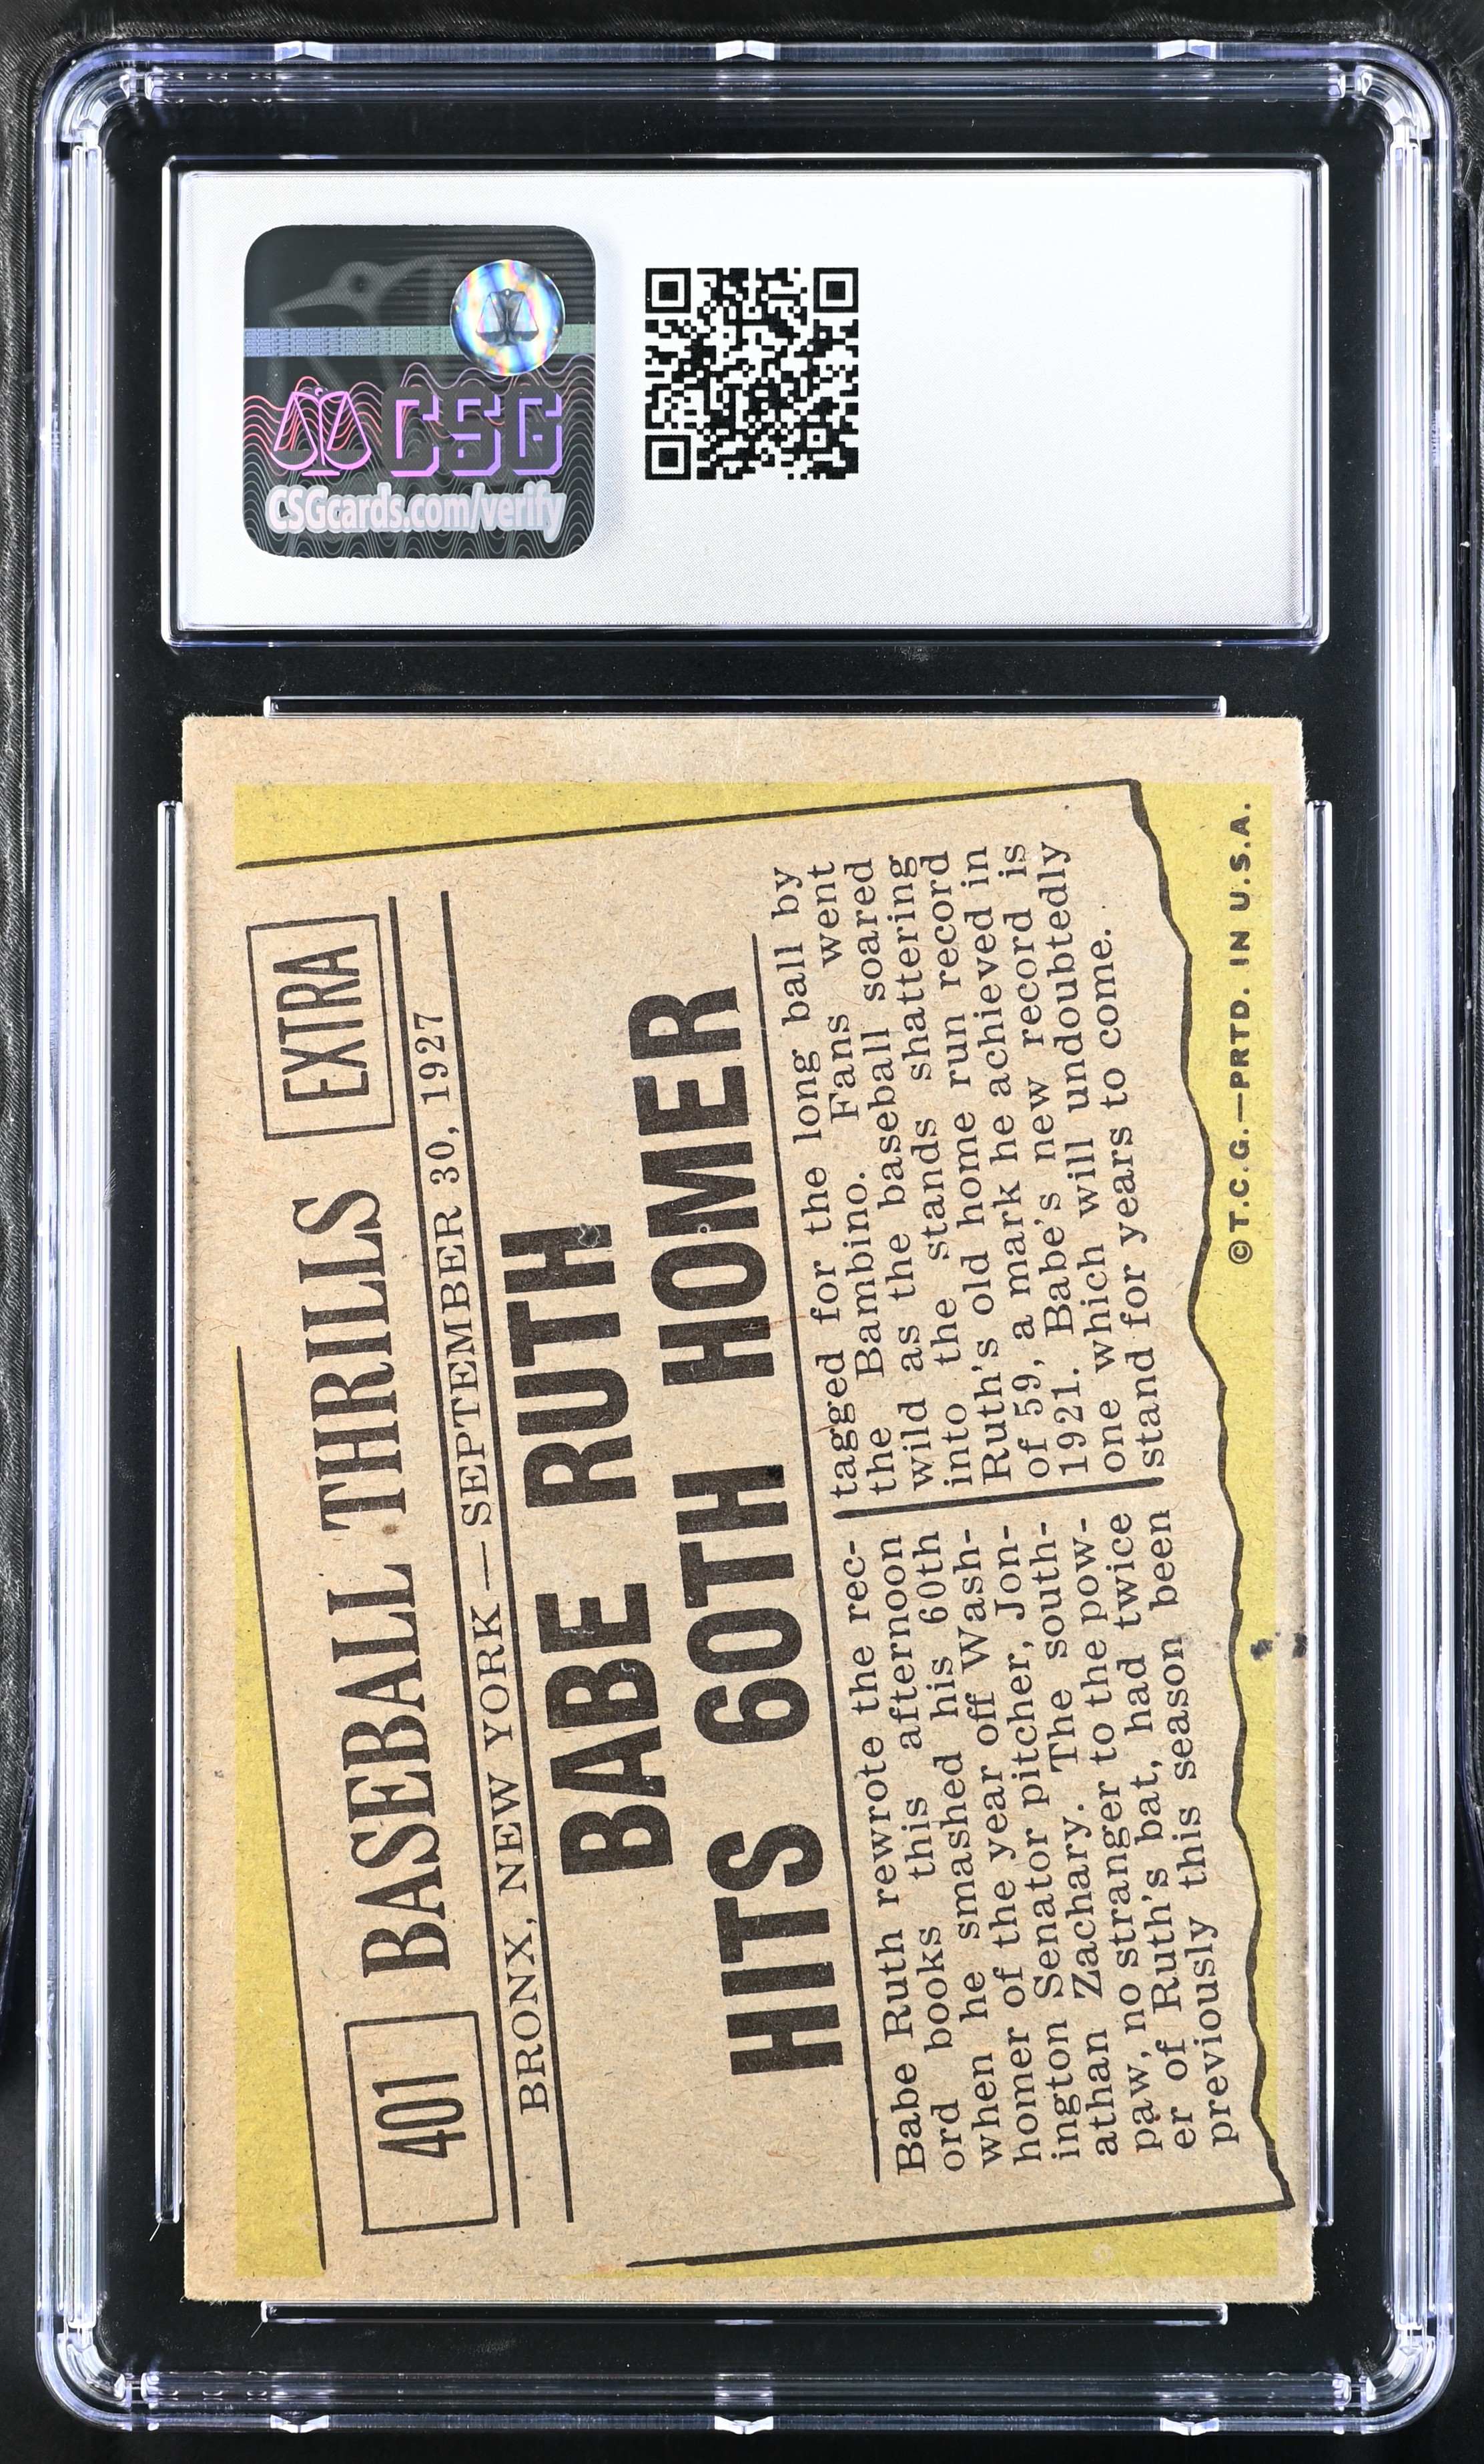 CSG
CSGcards.com/verify
401
BASEBALL THRILLS
EXTRA
BRONX, NEW YORK—SEPTEMBER 30, 1927
BABE RUTH
HITS 60TH HOMER
Babe Ruth rewrote the rec-
ord books this afternoon
when he smashed his 60th
homer of the year off Wash-
ington Senator pitcher, Jon-
athan Zachary. The south-
paw, no stranger to the pow-
er of Ruth's bat, had twice
previously this season been
tagged for the long ball by
the Bambino. Fans went
wild as the baseball soared
into the stands shattering
Ruth's old home run record
of 59, a mark he achieved in
1921. Babe's new record is
one which will undoubtedly
stand for years to come.
© T.C.G.—PRTD. IN U.S.A.